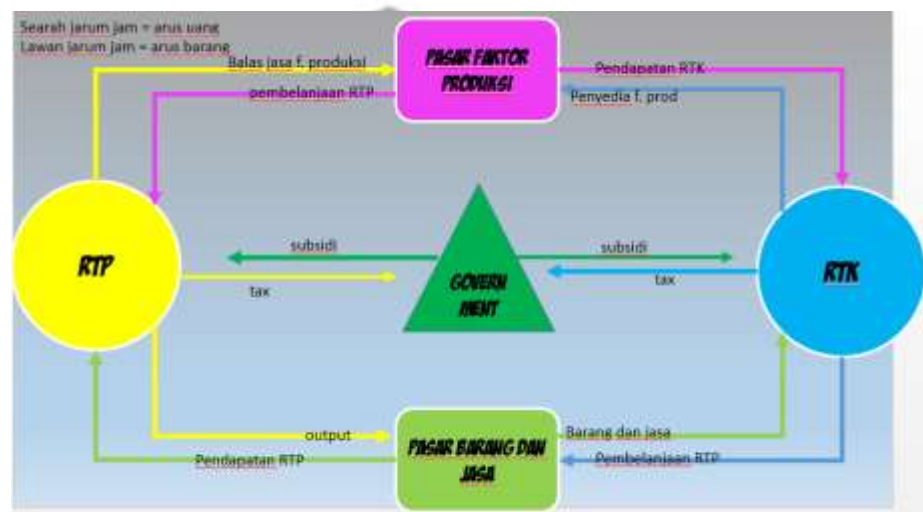 Searah jarum jam = arus uang
Lawan jarum jam = arus barang
Balas jasa f. produksi
pembelanjaan RTP
PASAR FAKTOR
PRODUKSI
Pendapatan RTK
Penyedia f. prod
RTP
subsidi
tax
GOVERN
MENT
subsidi
tax
RTK
output
Pendapatan RTP
PASAR BARANG DAN
JASA
Barang dan jasa
Pembelanjaan RTP